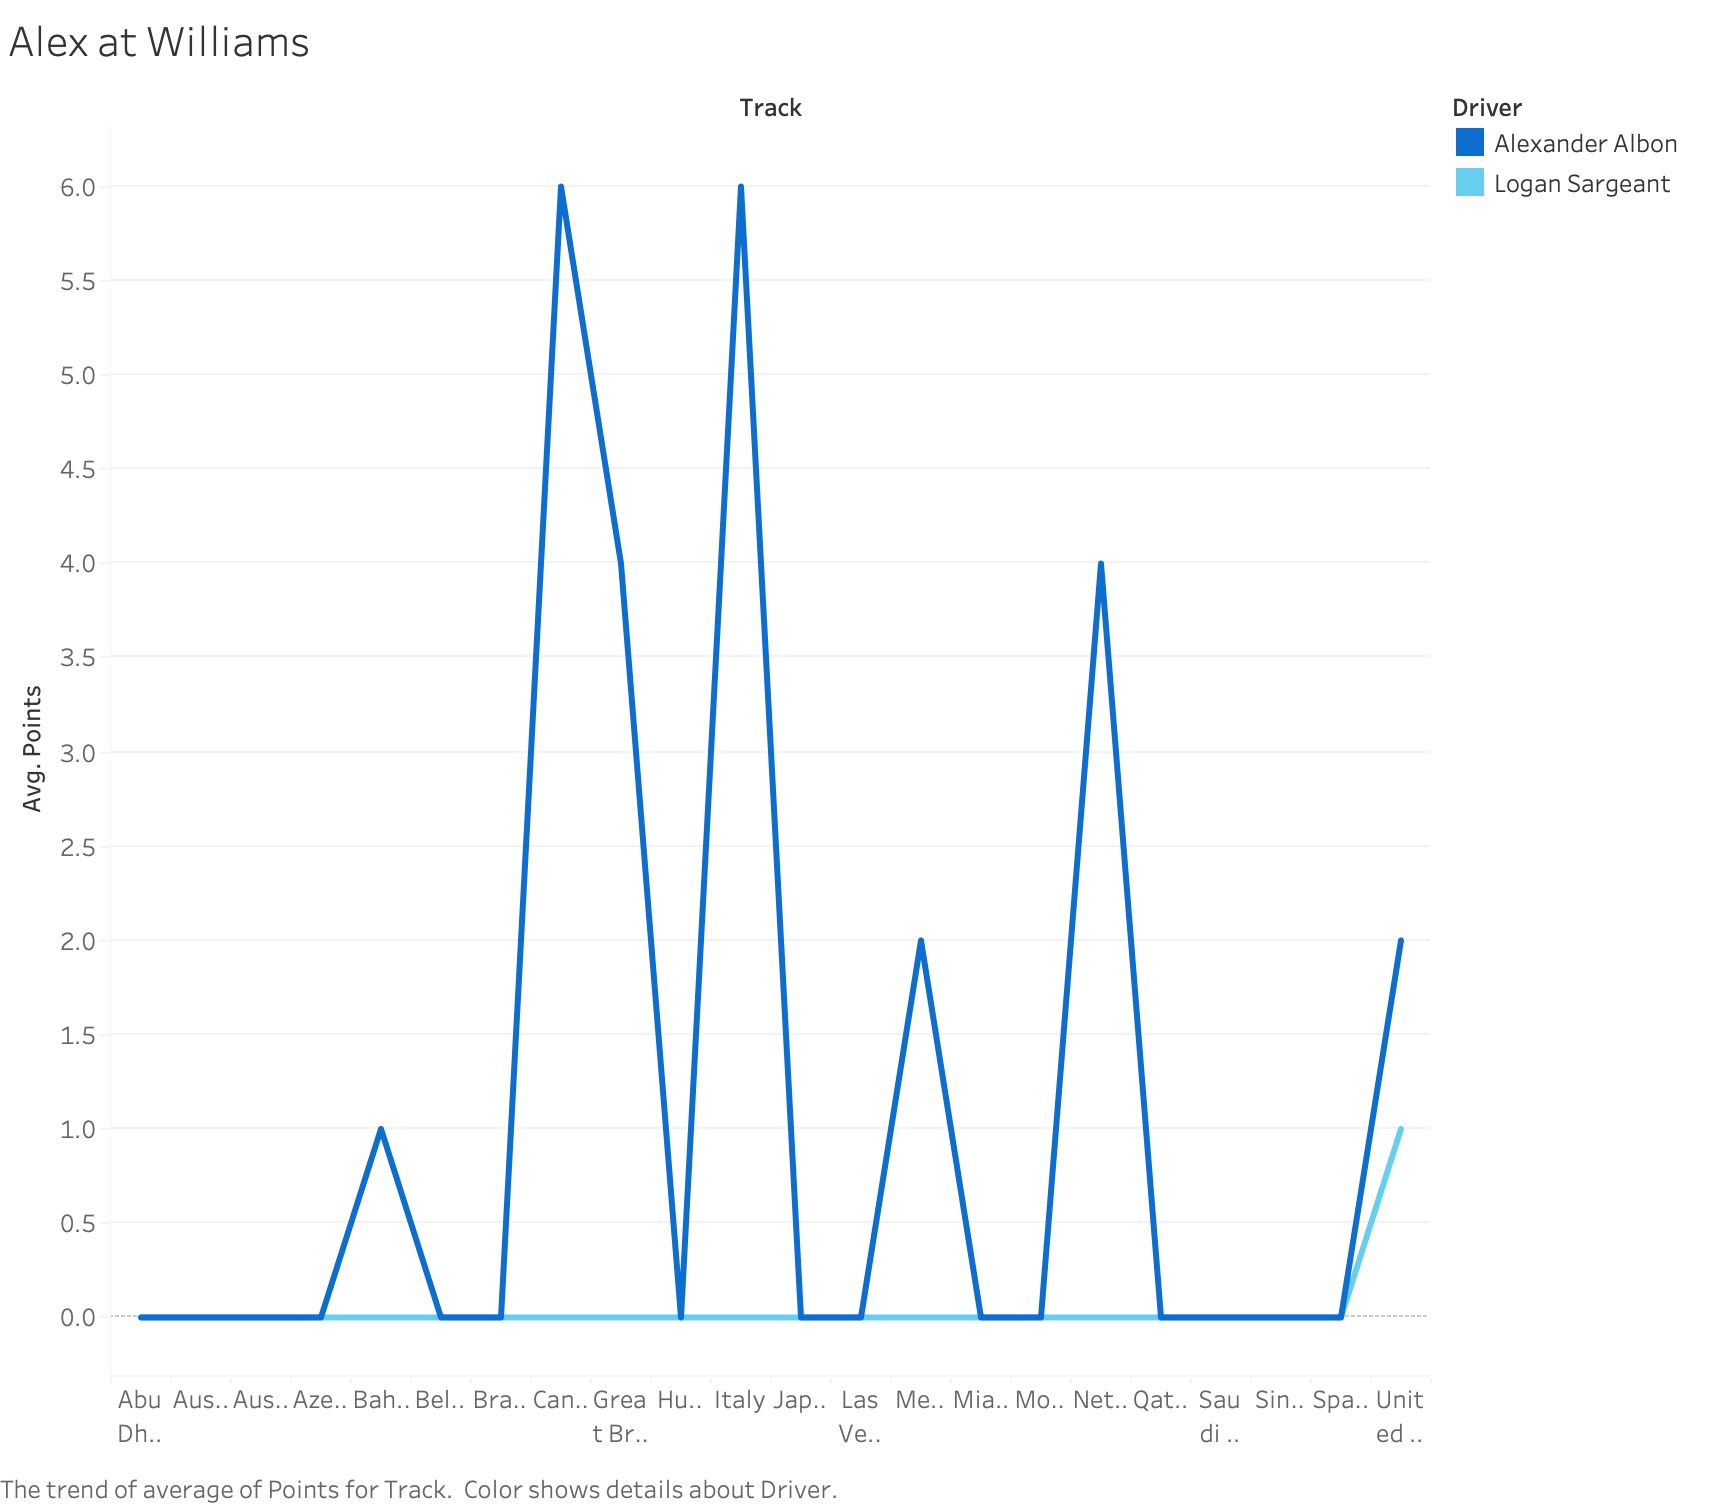 Alex at Williams
Track
Driver
Alexander Albon
Logan Sargeant
Avg. Points
6.0
5.5
5.0
4.5
4.0
3.5
3.0
2.5
2.0
1.5
1.0
0.5
0.0
Abu Aus.. Aus.. Aze.. Bah.. Bel.. Bra.. Can.. Grea Hu.. Italy Jap.. Las Me.. Mia.. Mo.. Net.. Qat.. Sau Sin.. Spa.. Unit
Dh.. t Br.. Ve.. di .. ed ..
The trend of average of Points for Track. Color shows details about Driver.